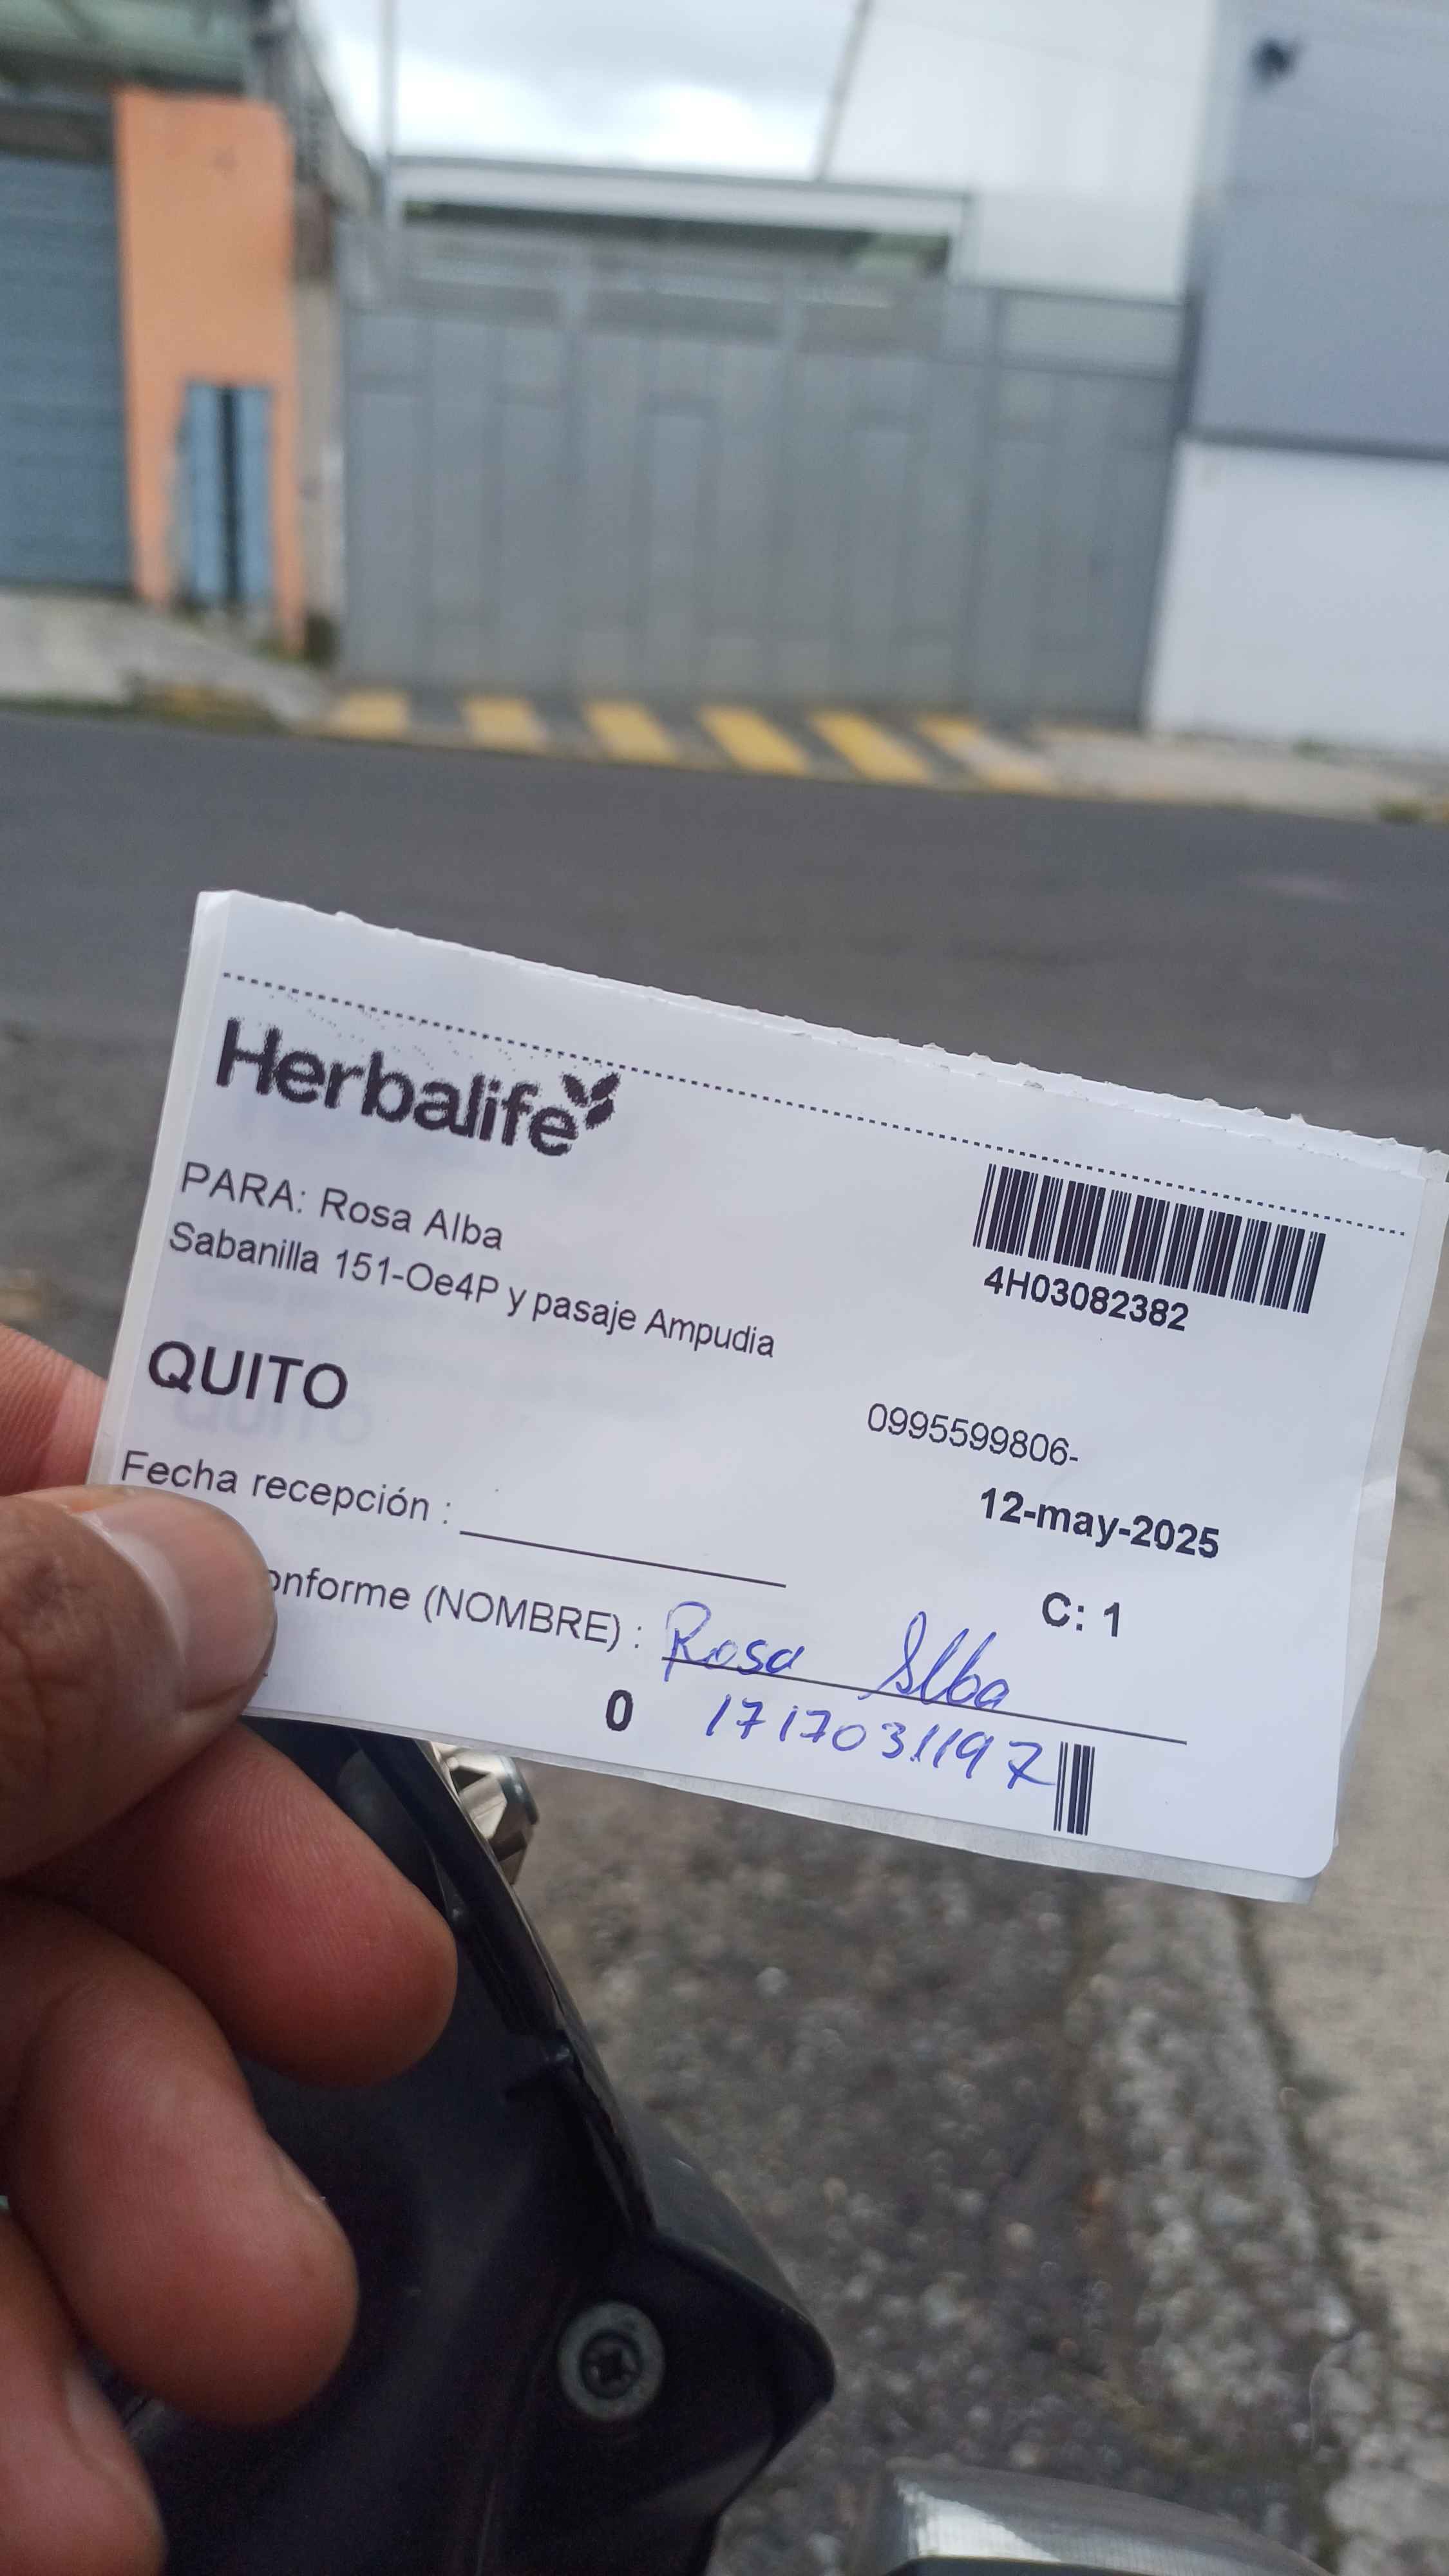 Herbalife
PARA: Rosa Alba
Sabanilla 151-Oe4P y pasaje Ampudia
4H03082382
QUITO
0995599806-
12-may-2025
Fecha recepción :
C: 1
onforme (NOMBRE) : Rosa Alba
0 1717031197